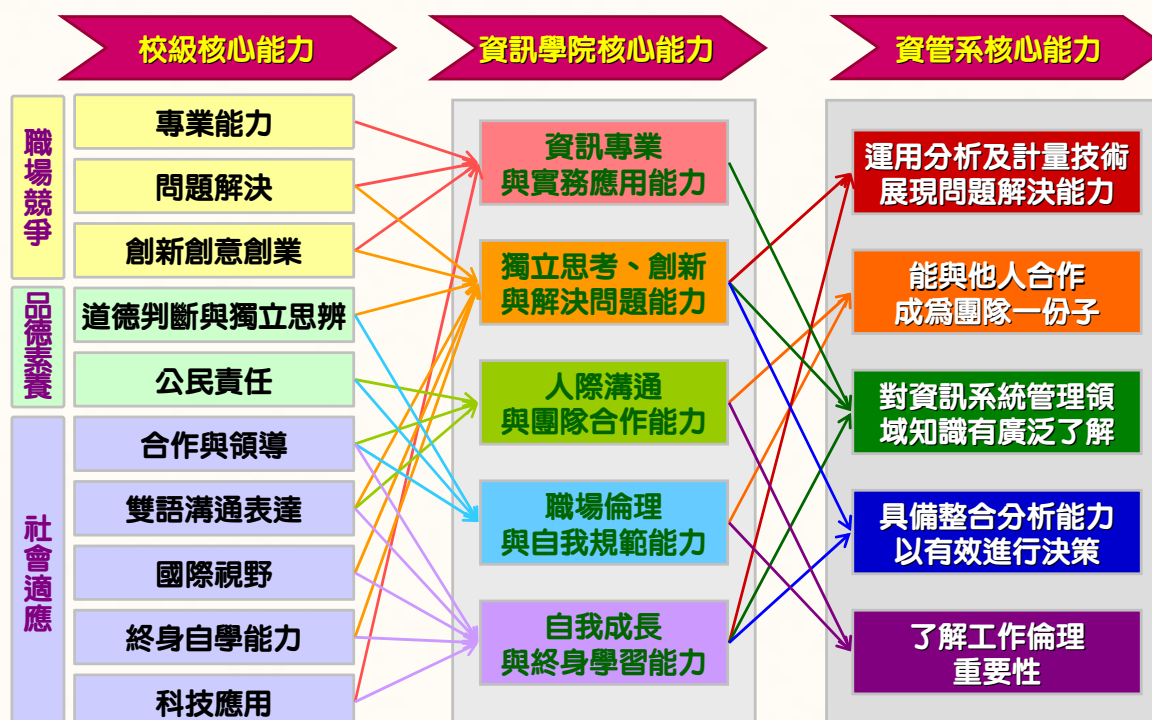 校級核心能力
資訊學院核心能力
資管系核心能力
職場競爭
專業能力
問題解決
創新創意創業
品德素養
道德判斷與獨立思辨
公民責任
社會適應
合作與領導
雙語溝通表達
國際視野
終身自學能力
科技應用
資訊專業
與實務應用能力
獨立思考、創新
與解決問題能力
人際溝通
與團隊合作能力
職場倫理
與自我規範能力
自我成長
與終身學習能力
運用分析及計量技術
展現問題解決能力
能與他人合作
成為團隊一份子
對資訊系統管理領
域知識有廣泛了解
具備整合分析能力
以有效進行決策
了解工作倫理
重要性